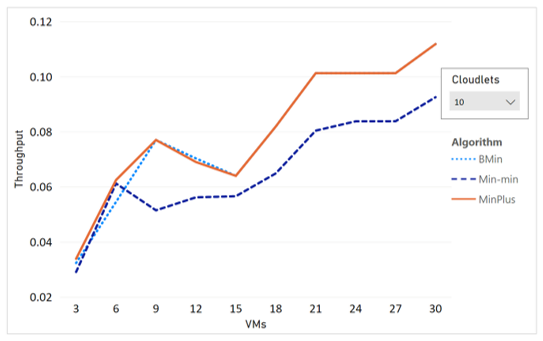 0.12
0.10
0.08
0.06
0.04
0.02
Throughput
3 6 9 12 15 18 21 24 27 30
VMs
Cloudlets
10
Algorithm
BMin
Min-min
MinPlus